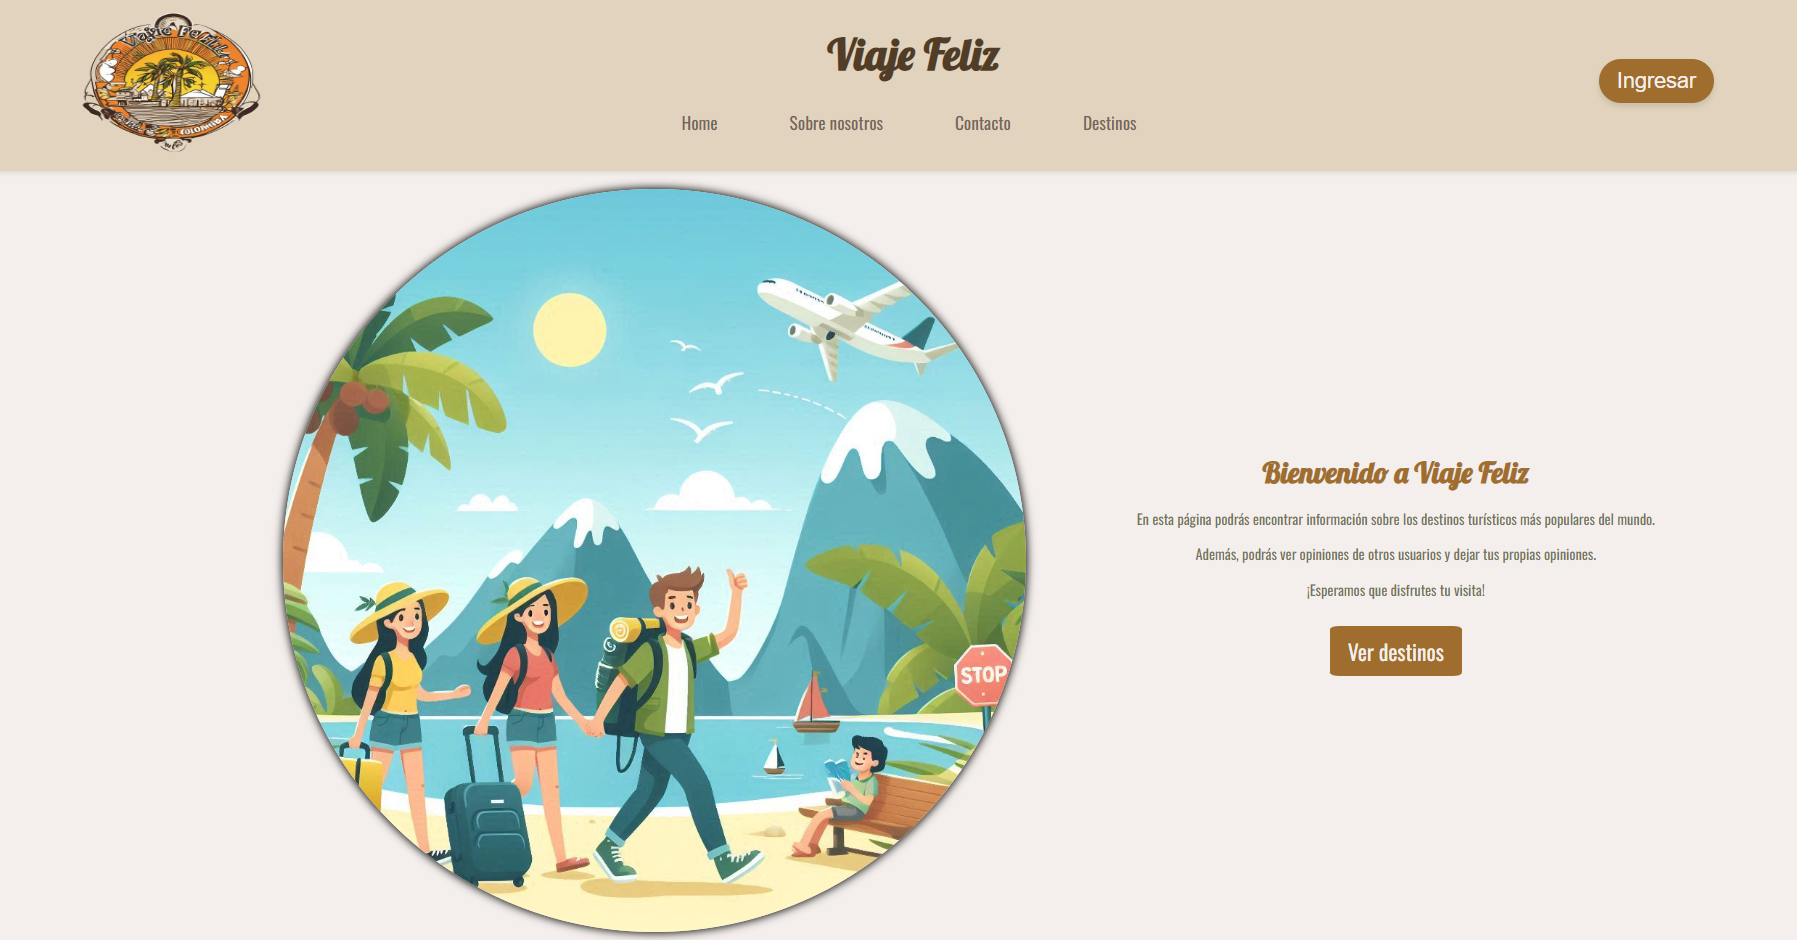 Viaje Feliz
COLOMBIA
Viaje Feliz
Ingresar
Home
Sobre nosotros
Contacto
Destinos
STOP
Bienvenido a Viaje Feliz
En esta página podrás encontrar información sobre los destinos turísticos más populares del mundo.
Además, podrás ver opiniones de otros usuarios y dejar tus propias opiniones.
¡Esperamos que disfrutes tu visita!
Ver destinos